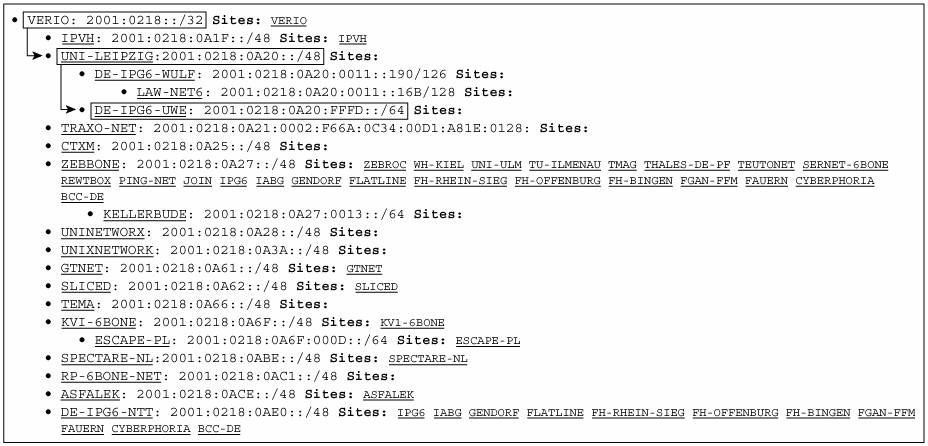 • VERIO: 2001:0218::/32 Sites: VERIO
• IPVH: 2001:0218:0A1F::/48 Sites: IPVH
• UNI-LEIPZIG:2001:0218:0A20::/48 Sites:
• DE-IPG6-WULF: 2001:0218:0A20:0011::190/126 Sites:
• LAW-NET6: 2001:0218:0A20:0011::16B/128 Sites:
• DE-IPG6-UWE: 2001:0218:0A20:FFFD::/64 Sites:
• TRAXO-NET: 2001:0218:0A21:0002:F66A:0C34:00D1:A81E:0128: Sites:
• CTXM: 2001:0218:0A25::/48 Sites:
• ZEBBONE: 2001:0218:0A27::/48 Sites: ZEBROC WH-KIEL UNI-ULM TU-ILMENAU TMAG THALES-DE-PF TEUTONET SERNET-6BONE
REWTBOX PING-NET JOIN IPG6 IABG GENDORF FLATLINE FH-RHEIN-SIEG FH-OFFENBURG FH-BINGEN FGAN-FFM FAUERN CYBERPHORIA
BCC-DE
• KELLERBUDE: 2001:0218:0A27:0013::/64 Sites:
• UNINETWORX: 2001:0218:0A28::/48 Sites:
• UNIXNETWORK: 2001:0218:0A3A::/48 Sites:
• GTNET: 2001:0218:0A61::/48 Sites: GTNET
• SLICED: 2001:0218:0A62::/48 Sites: SLICED
• TEMA: 2001:0218:0A66::/48 Sites:
• KVI-6BONE: 2001:0218:0A6F::/48 Sites: KV1-6BONE
• ESCAPE-PL: 2001:0218:0A6F:000D::/64 Sites: ESCAPE-PL
• SPECTARE-NL:2001:0218:0ABE::/48 Sites: SPECTARE-NL
• RP-6BONE-NET: 2001:0218:0AC1::/48 Sites:
• ASFALEK: 2001:0218:0ACE::/48 Sites: ASFALEK
• DE-IPG6-NTT: 2001:0218:0AE0::/48 Sites: IPG6 IABG GENDORF FLATLINE FH-RHEIN-SIEG FH-OFFENBURG FH-BINGEN FGAN-FFM
FAUERN CYBERPHORIA BCC-DE